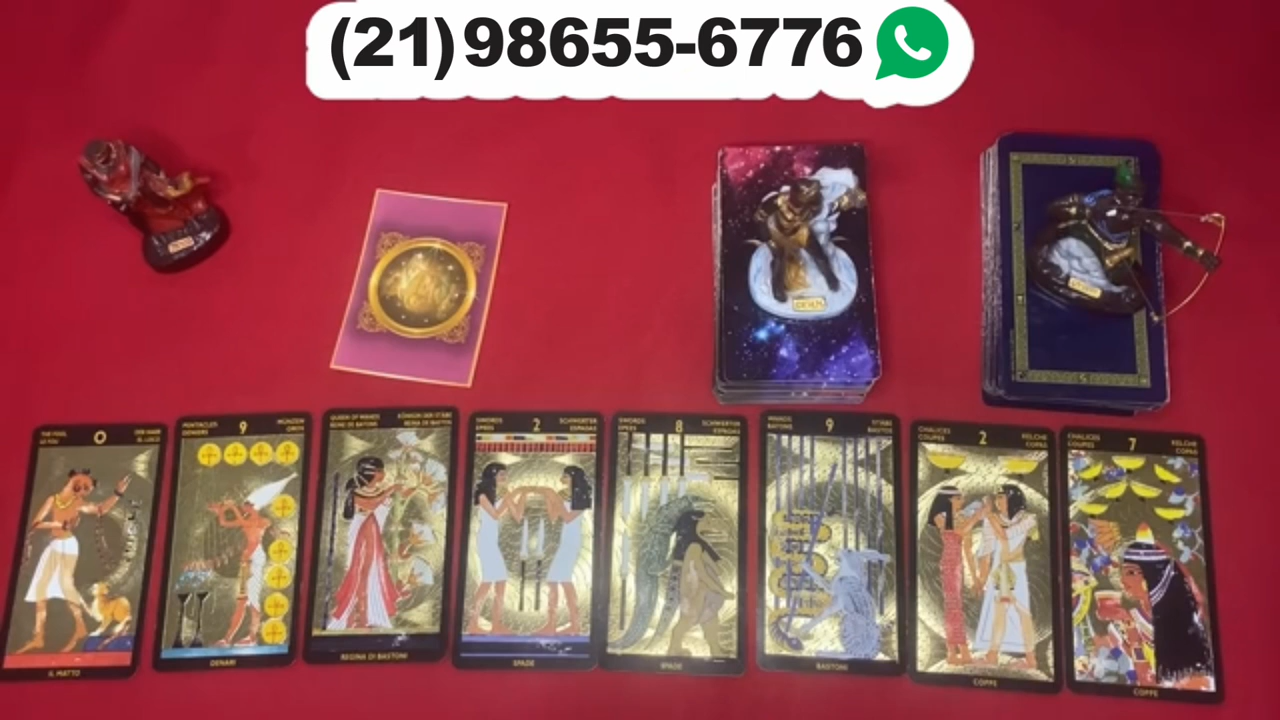 (21)98655-6776
THE FOOL
LE FOU
0
DER NARR
EL LOCO
IL MATTO
PENTACLES
DENIERS
9
MÜNZEN
OROS
DENARI
QUEEN OF WANDS
REINE DE BATONS
KÖNIGIN DER STÄBE
REINA DE BASTOS
REGINA DI BASTONI
SWORDS
EPEES
2
SCHWERTER
ESPADAS
SPADE
SWORDS
EPEES
8
SCHWERTER
ESPADAS
SPADE
WANDS
BATONS
9
STÄBE
BASTOS
BASTONI
CHALICES
COUPES
2
KELCHE
COPAS
COPPE
CHALICES
COUPES
7
KELCHE
COPAS
COPPE